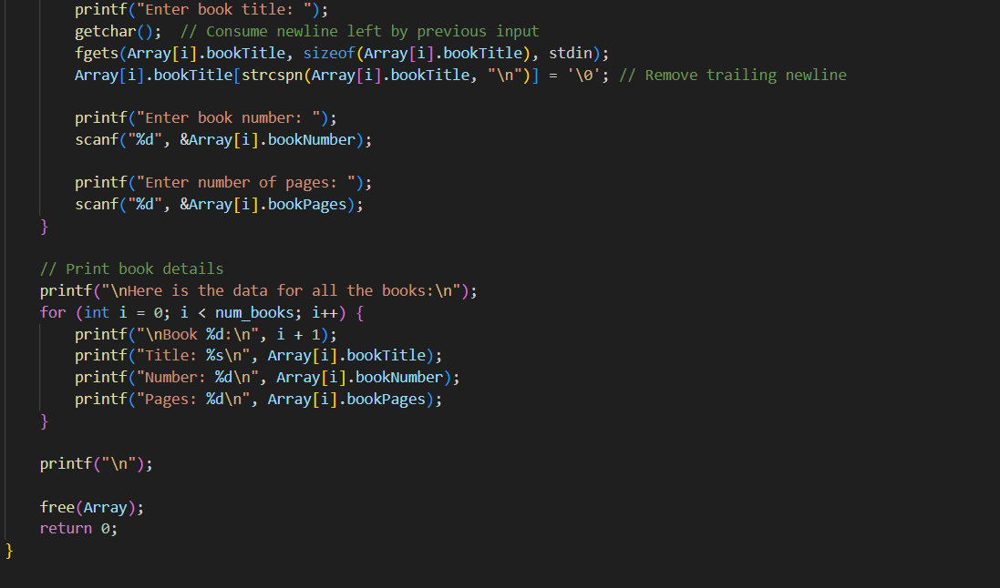 printf("Enter book title: ");
getchar();  // Consume newline left by previous input
fgets(Array[i].bookTitle, sizeof(Array[i].bookTitle), stdin);
Array[i].bookTitle[strcspn(Array[i].bookTitle, "\n")] = '\0'; // Remove trailing newline
printf("Enter book number: ");
scanf("%d", &Array[i].bookNumber);
printf("Enter number of pages: ");
scanf("%d", &Array[i].bookPages);
}
// Print book details
printf("\nHere is the data for all the books:\n");
for (int i = 0; i < num_books; i++) {
printf("\nBook %d:\n", i + 1);
printf("Title: %s\n", Array[i].bookTitle);
printf("Number: %d\n", Array[i].bookNumber);
printf("Pages: %d\n", Array[i].bookPages);
}
printf("\n");
free(Array);
return 0;
}